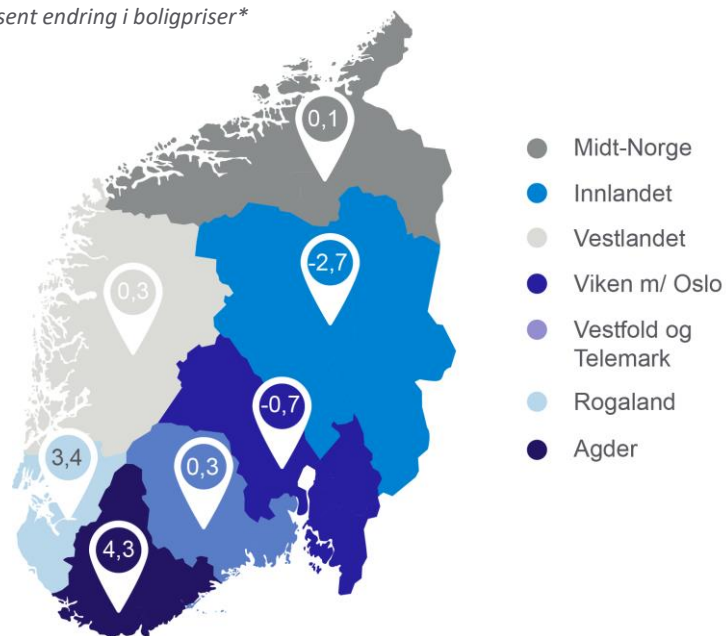 sent endring i boligpriser*
0,1
-2,7
0,3
-0,7
3,4
0,3
4,3
Midt-Norge
Innlandet
Vestlandet
Viken m/ Oslo
Vestfold og
Telemark
Rogaland
Agder